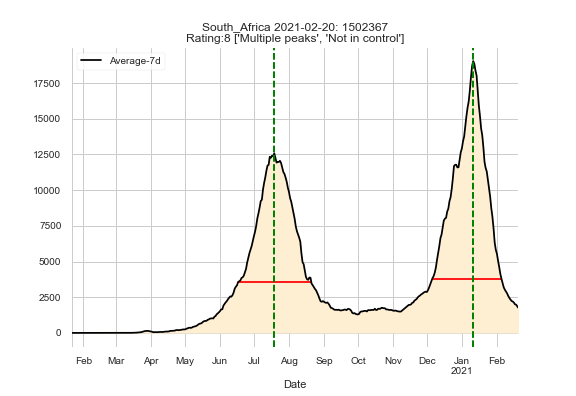 South_Africa 2021-02-20: 1502367
Rating:8 ['Multiple peaks', 'Not in control']
Average-7d
17500
15000
12500
10000
7500
5000
2500
0
Feb Mar Apr May Jun Jul Aug Sep Oct Nov Dec Jan Feb
2021
Date